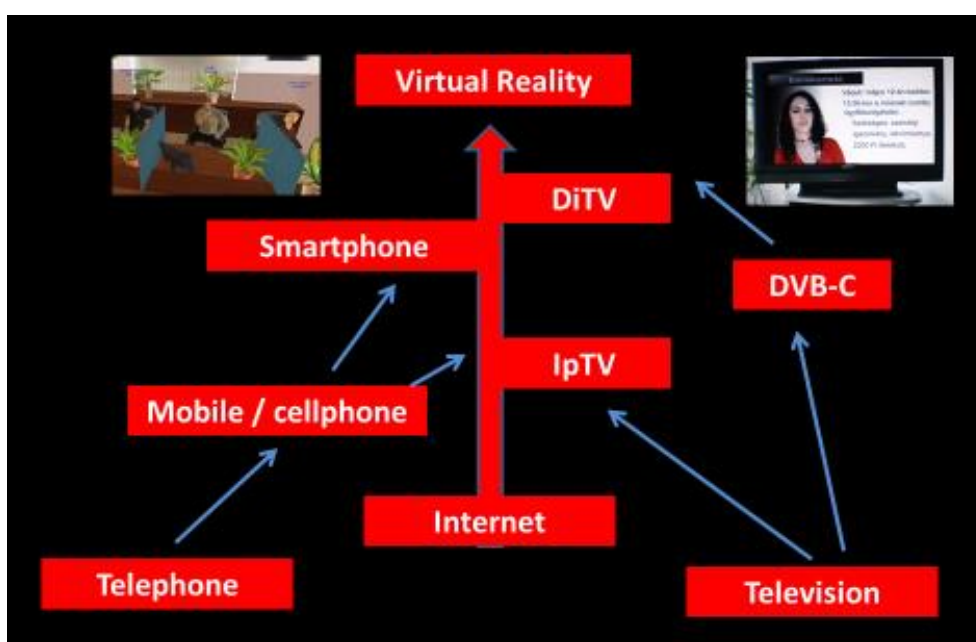 Virtual Reality
DiTV
Smartphone
DVB-C
IpTV
Mobile / cellphone
Internet
Telephone
Television